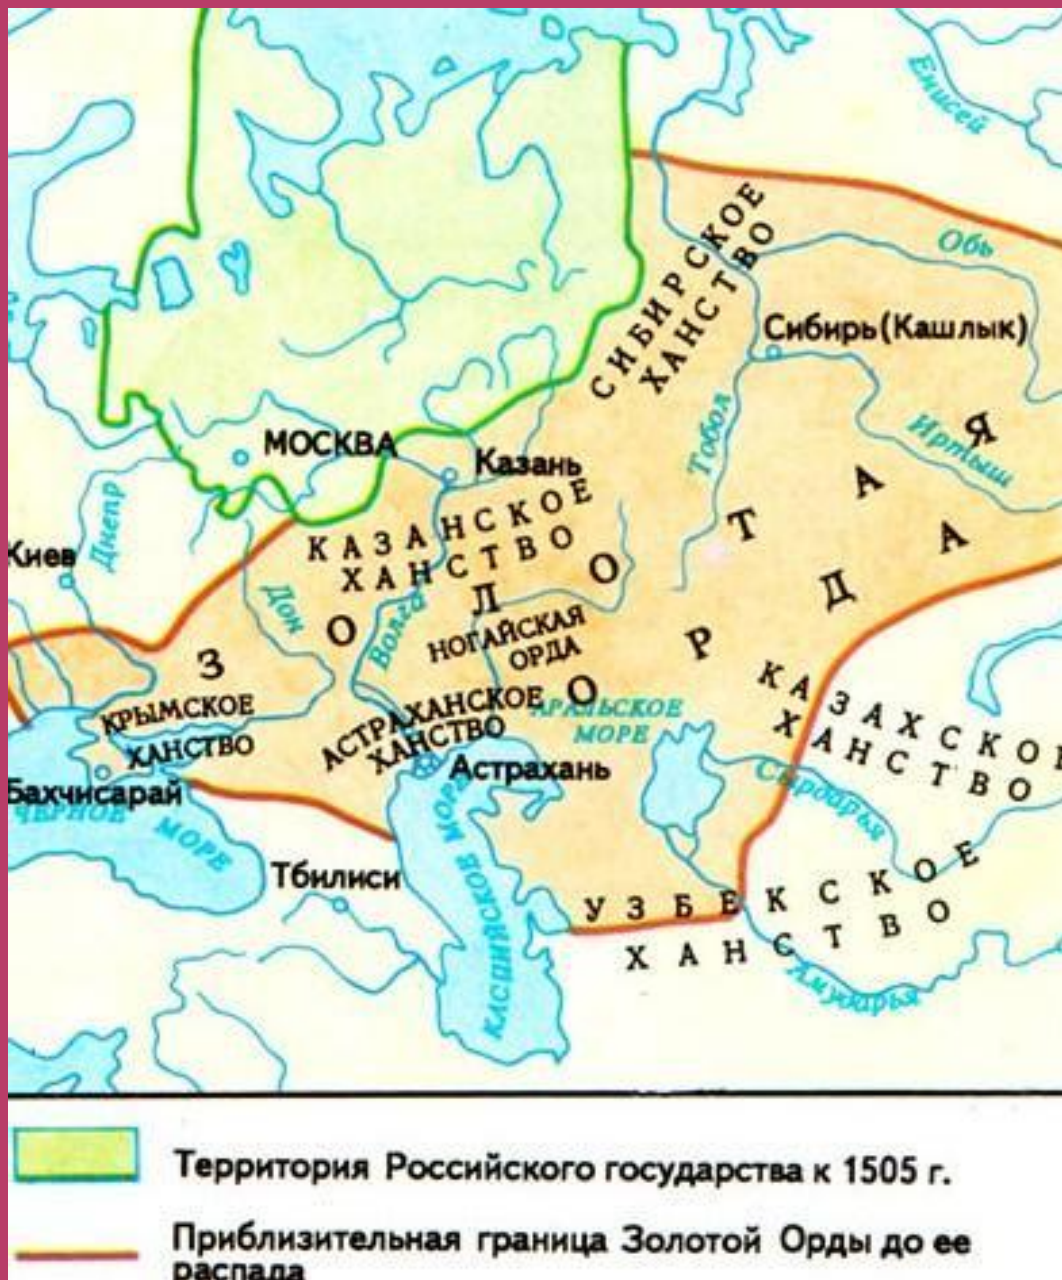 Енисей
Обь
СИБИРСКОЕ
ХАНСТВО
Сибирь (Кашлык)
Тобол
Иртыш
МОСКВА
Казань
Днепр
Киев
КАЗАНСКОЕ
ХАНСТВО
ЗОЛОТАЯ
ОРДА
Дон
Волга
НОГАЙСКАЯ
ОРДА
КРЫМСКОЕ
ХАНСТВО
АСТРАХАНСКОЕ
ХАНСТВО
АРАЛЬСКОЕ
МОРЕ
КАЗАХСКОЕ
ХАНСТВО
Астрахань
Бахчисарай
ЧЕРНОЕ МОРЕ
Сырдарья
Тбилиси
КАСПИЙСКОЕ МОРЕ
УЗБЕКСКОЕ
ХАНСТВО
Амударья
Территория Российского государства к 1505 г.
Приблизительная граница Золотой Орды до ее
распада